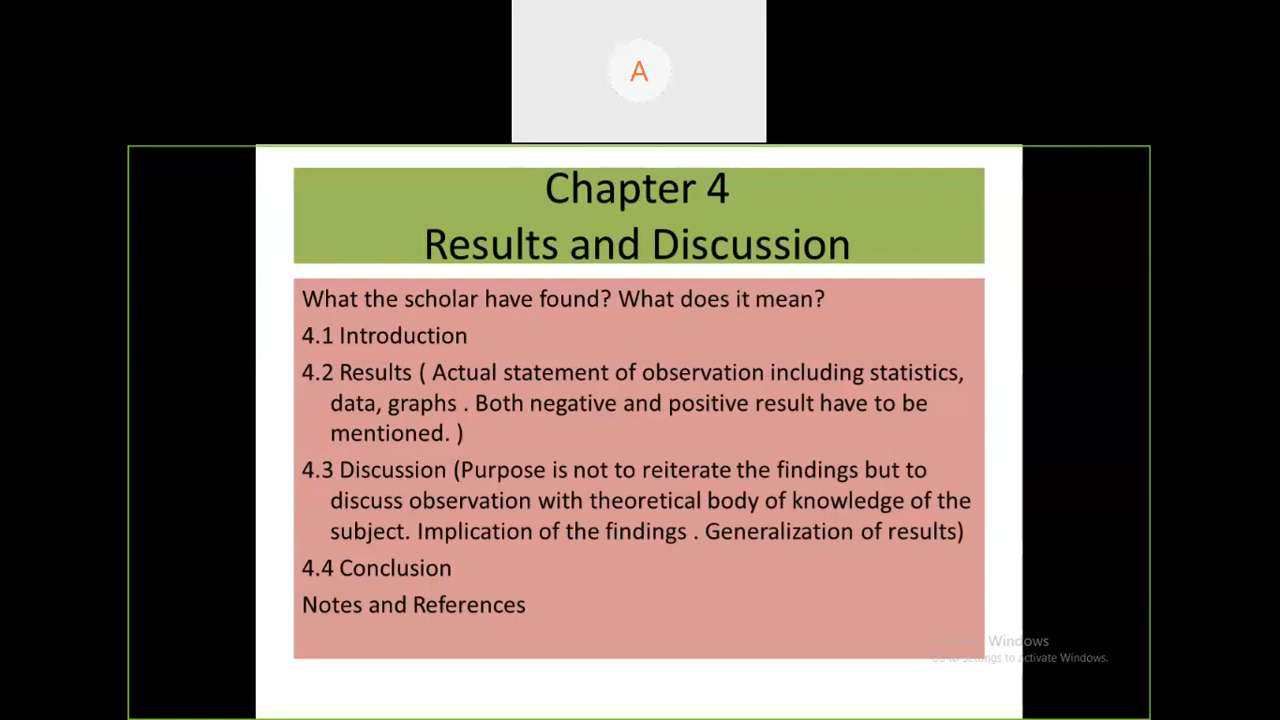 A
Chapter 4
Results and Discussion
What the scholar have found? What does it mean?
4.1 Introduction
4.2 Results ( Actual statement of observation including statistics,
data, graphs . Both negative and positive result have to be
mentioned. )
4.3 Discussion (Purpose is not to reiterate the findings but to
discuss observation with theoretical body of knowledge of the
subject. Implication of the findings . Generalization of results)
4.4 Conclusion
Notes and References
Windows
Go to Settings to activate Windows.